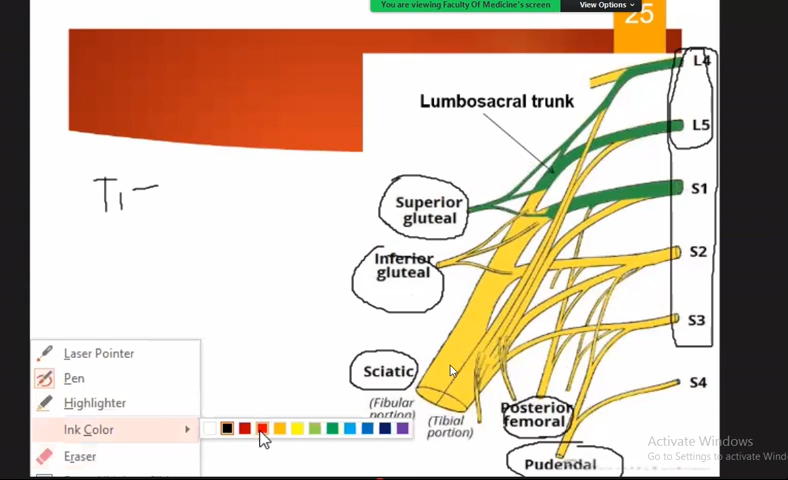 You are viewing Faculty Of Medicine's screen
View Options
25
L4
Lumbosacral trunk
L5
S1
Superior
gluteal
S2
Inferior
gluteal
S3
Sciatic
S4
(Fibular
portion)
(Tibial
portion)
Posterior
femoral
Pudendal
Laser Pointer
Pen
Highlighter
Ink Color
Eraser
Activate Windows
Go to Settings to activate Win